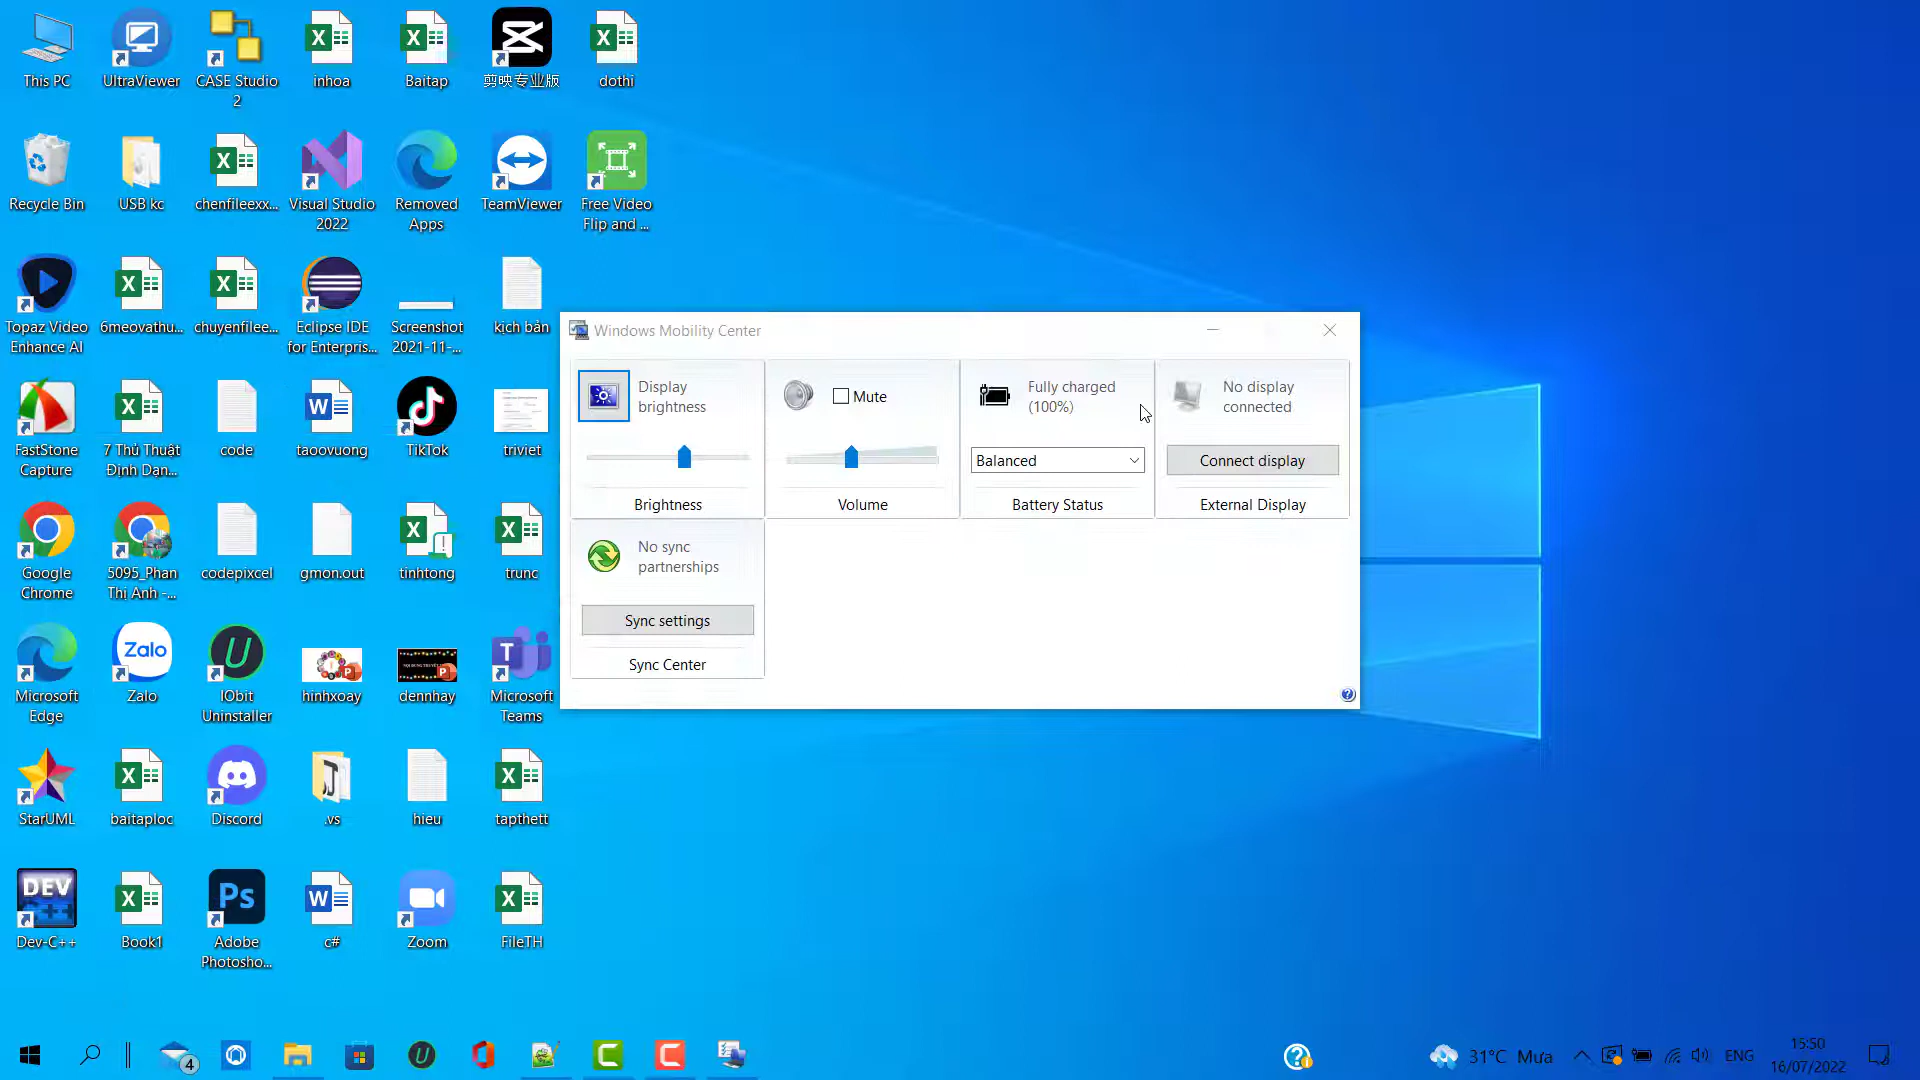 This PC
UltraViewer
CASE Studio
2
inhoa
Baitap
剪映专业版
dothi
Recycle Bin
USB kc
chenfileexx...
Visual Studio
2022
Removed
Apps
TeamViewer
Free Video
Flip and ...
Topaz Video
Enhance AI
6meovathu...
chuyenfilee...
Eclipse IDE
for Enterpris...
Screenshot
2021-11-...
kịch bản
FastStone
Capture
7 Thủ Thuật
Định Dạn...
code
taoovuong
TikTok
triviet
Google
Chrome
5095_Phan
Thị Anh -...
codepixcel
gmon.out
tinhtong
trunc
Microsoft
Edge
Zalo
Zalo
IObit
Uninstaller
hinhxoay
dennhay
Microsoft
Teams
StarUML
baitaploc
Discord
.vs
hieu
tapthett
DEV
Dev-C++
Book1
Ps
Adobe
Photosho...
c#
Zoom
FileTH
Windows Mobility Center
Display
brightness
Brightness
Mute
Volume
Fully charged
(100%)
Balanced
Battery Status
No display
connected
Connect display
External Display
No sync
partnerships
Sync settings
Sync Center
4
31°C Mưa
ENG
15:50
16/07/2022